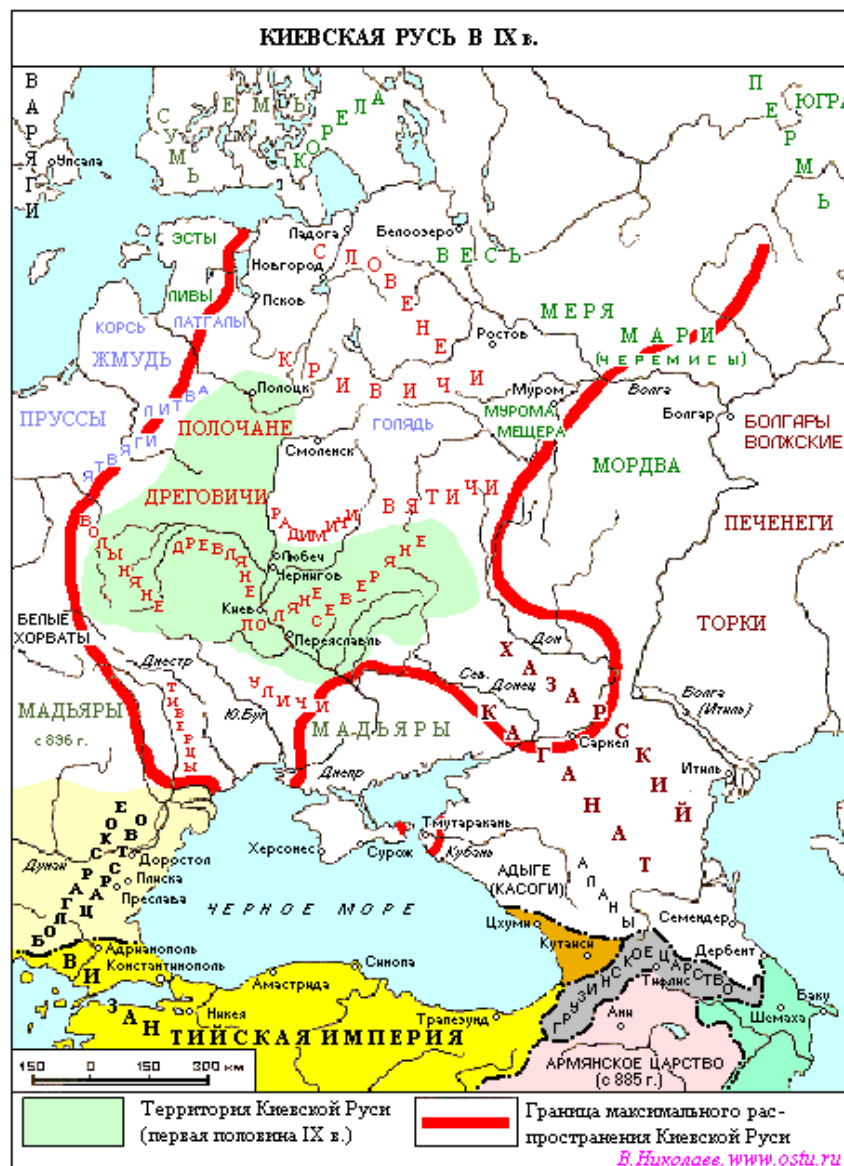 КИЕВСКАЯ РУСЬ В IX в.
ВАРЯГИ
Упсала
СУМЬ
ЕМЬ
КОРЕЛА
ПЕРМЬ
ЮГРА
ЭСТЫ
Ладога
Белоозеро
ВЕСЬ
СЛОВЕНЕ
Новгород
ЛИВЫ
Псков
КОРСЬ
ЛАТГАЛЫ
МЕРЯ
Ростов
МАРИ
(ЧЕРЕМИСЫ)
ЖМУДЬ
КРИВИЧИ
Полоцк
Муром
Волга
Болгар
ЛИТВА
ПРУССЫ
ПОЛОЧАНЕ
ГОЛЯДЬ
МУРОМА
МЕЩЕРА
БОЛГАРЫ
ВОЛЖСКИЕ
Смоленск
ЯТВЯГИ
МОРДВА
ДРЕГОВИЧИ
РАДИМИЧИ
ВЯТИЧИ
ПЕЧЕНЕГИ
ВОЛЫНЯНЕ
ДРЕВЛЯНЕ
Любеч
Чернигов
СЕВЕРЯНЕ
Киев
ПОЛЯНЕ
Переяславль
БЕЛЫЕ
ХОРВАТЫ
ТОРКИ
Дон
Днестр
Сев.
Донец
ХАЗАРСКИЙ
КАГАНАТ
Волга
(Итиль)
УЛИЧИ
ТИВЕРЦЫ
Ю.Буг
МАДЬЯРЫ
с 896 г.
МАДЬЯРЫ
Саркел
Итиль
Днепр
БОЛГАРСКОЕ
ЦАРСТВО
Дунай
Доростол
Плиска
Преслава
Херсонес
Сурож
Тмутаракань
Кубань
АДЫГЕ
(КАСОГИ)
АЛАНЫ
ЧЕРНОЕ МОРЕ
Цхуми
Кутаиси
Семендер
Дербент
Адрианополь
Константинополь
Синопа
Амастрида
ГРУЗИНСКОЕ ЦАРСТВО
Тифлис
Баку
Шемаха
Никея
Трапезунд
Ани
ВИЗАНТИЙСКАЯ ИМПЕРИЯ
АРМЯНСКОЕ ЦАРСТВО
(с 885 г.)
150 0 150 300 км
Территория Киевской Руси
(первая половина IX в.)
Граница максимального рас-
пространения Киевской Руси
В.Николаев. www.ostu.ru